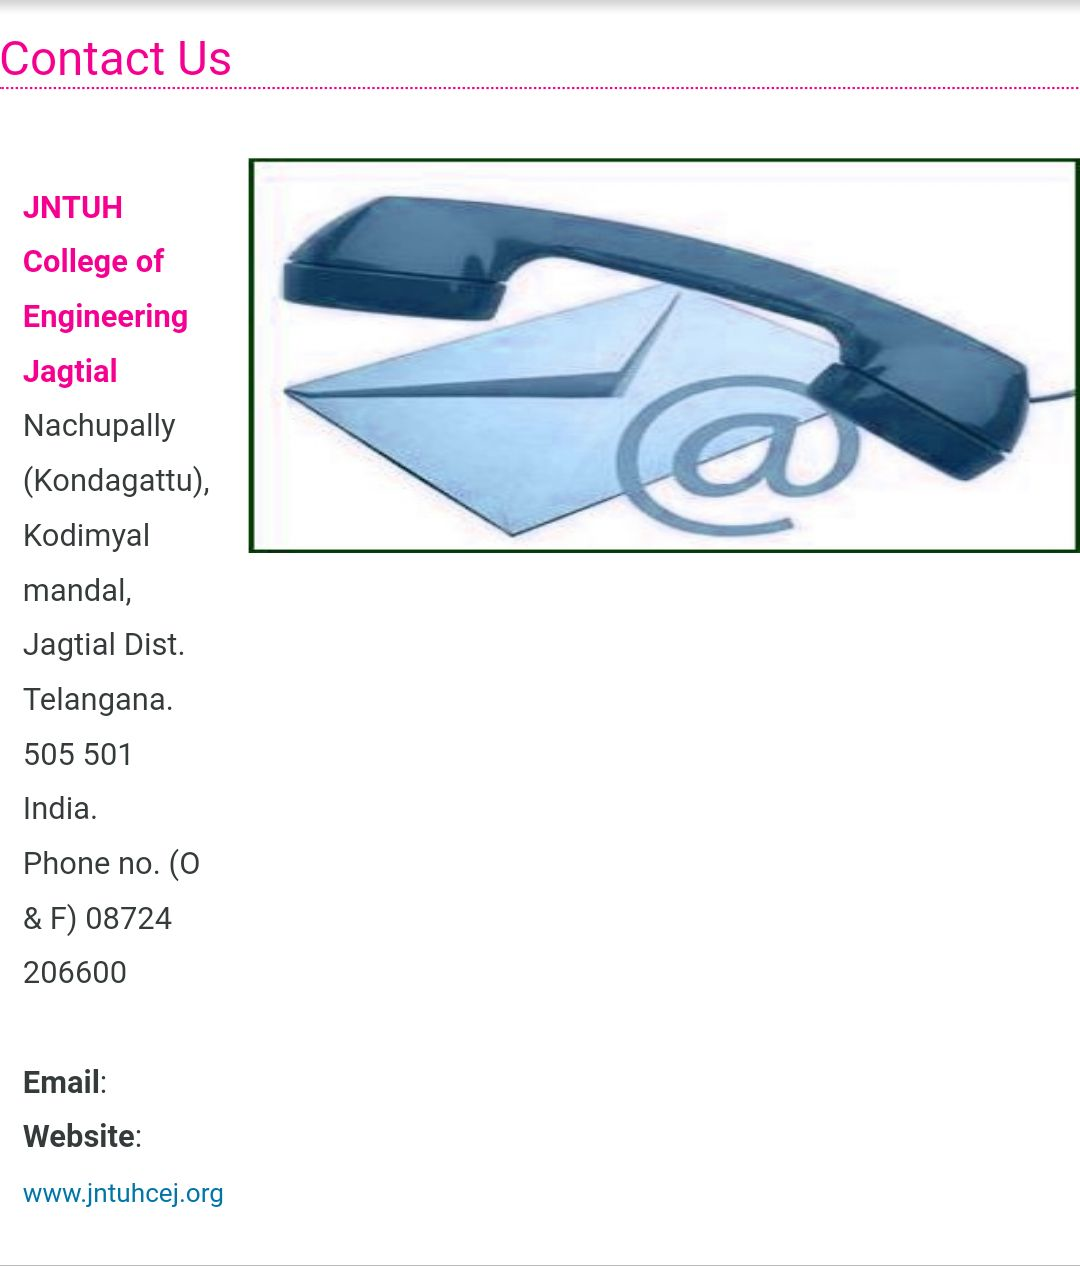 Contact Us
JNTUH
College of
Engineering
Jagtial
Nachupally
(Kondagattu),
Kodimyal
mandal,
Jagtial Dist.
Telangana.
505 501
India.
Phone no. (O
& F) 08724
206600
Email:
Website:
www.jntuhcej.org
@